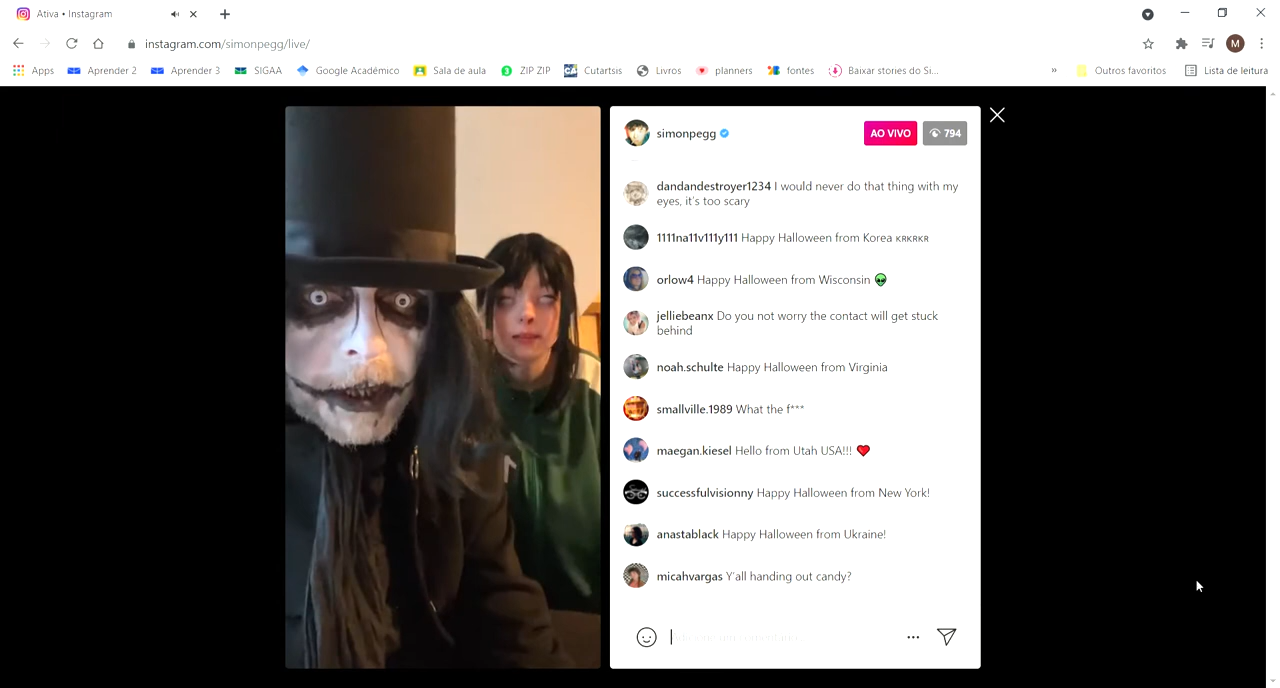 Ativa • Instagram
instagram.com/simonpegg/live/
M
Apps Aprender 2 Aprender 3 SIGAA Google Acadêmico Sala de aula ZIP ZIP Cutartsis Livros planners fontes Baixar stories do Si... » Outros favoritos Lista de leitura
simonpegg AO VIVO 794
dandandestroyer1234 I would never do that thing with my
eyes, it's too scary
1111na11v111y111 Happy Halloween from Korea ĸʀĸʀĸʀ
orlow4 Happy Halloween from Wisconsin 👽
jelliebeanx Do you not worry the contact will get stuck
behind
noah.schulte Happy Halloween from Virginia
smallville.1989 What the f***
maegan.kiesel Hello from Utah USA!!! ❤️
successfulvisionny Happy Halloween from New York!
anastablack Happy Halloween from Ukraine!
micahvargas Y'all handing out candy?